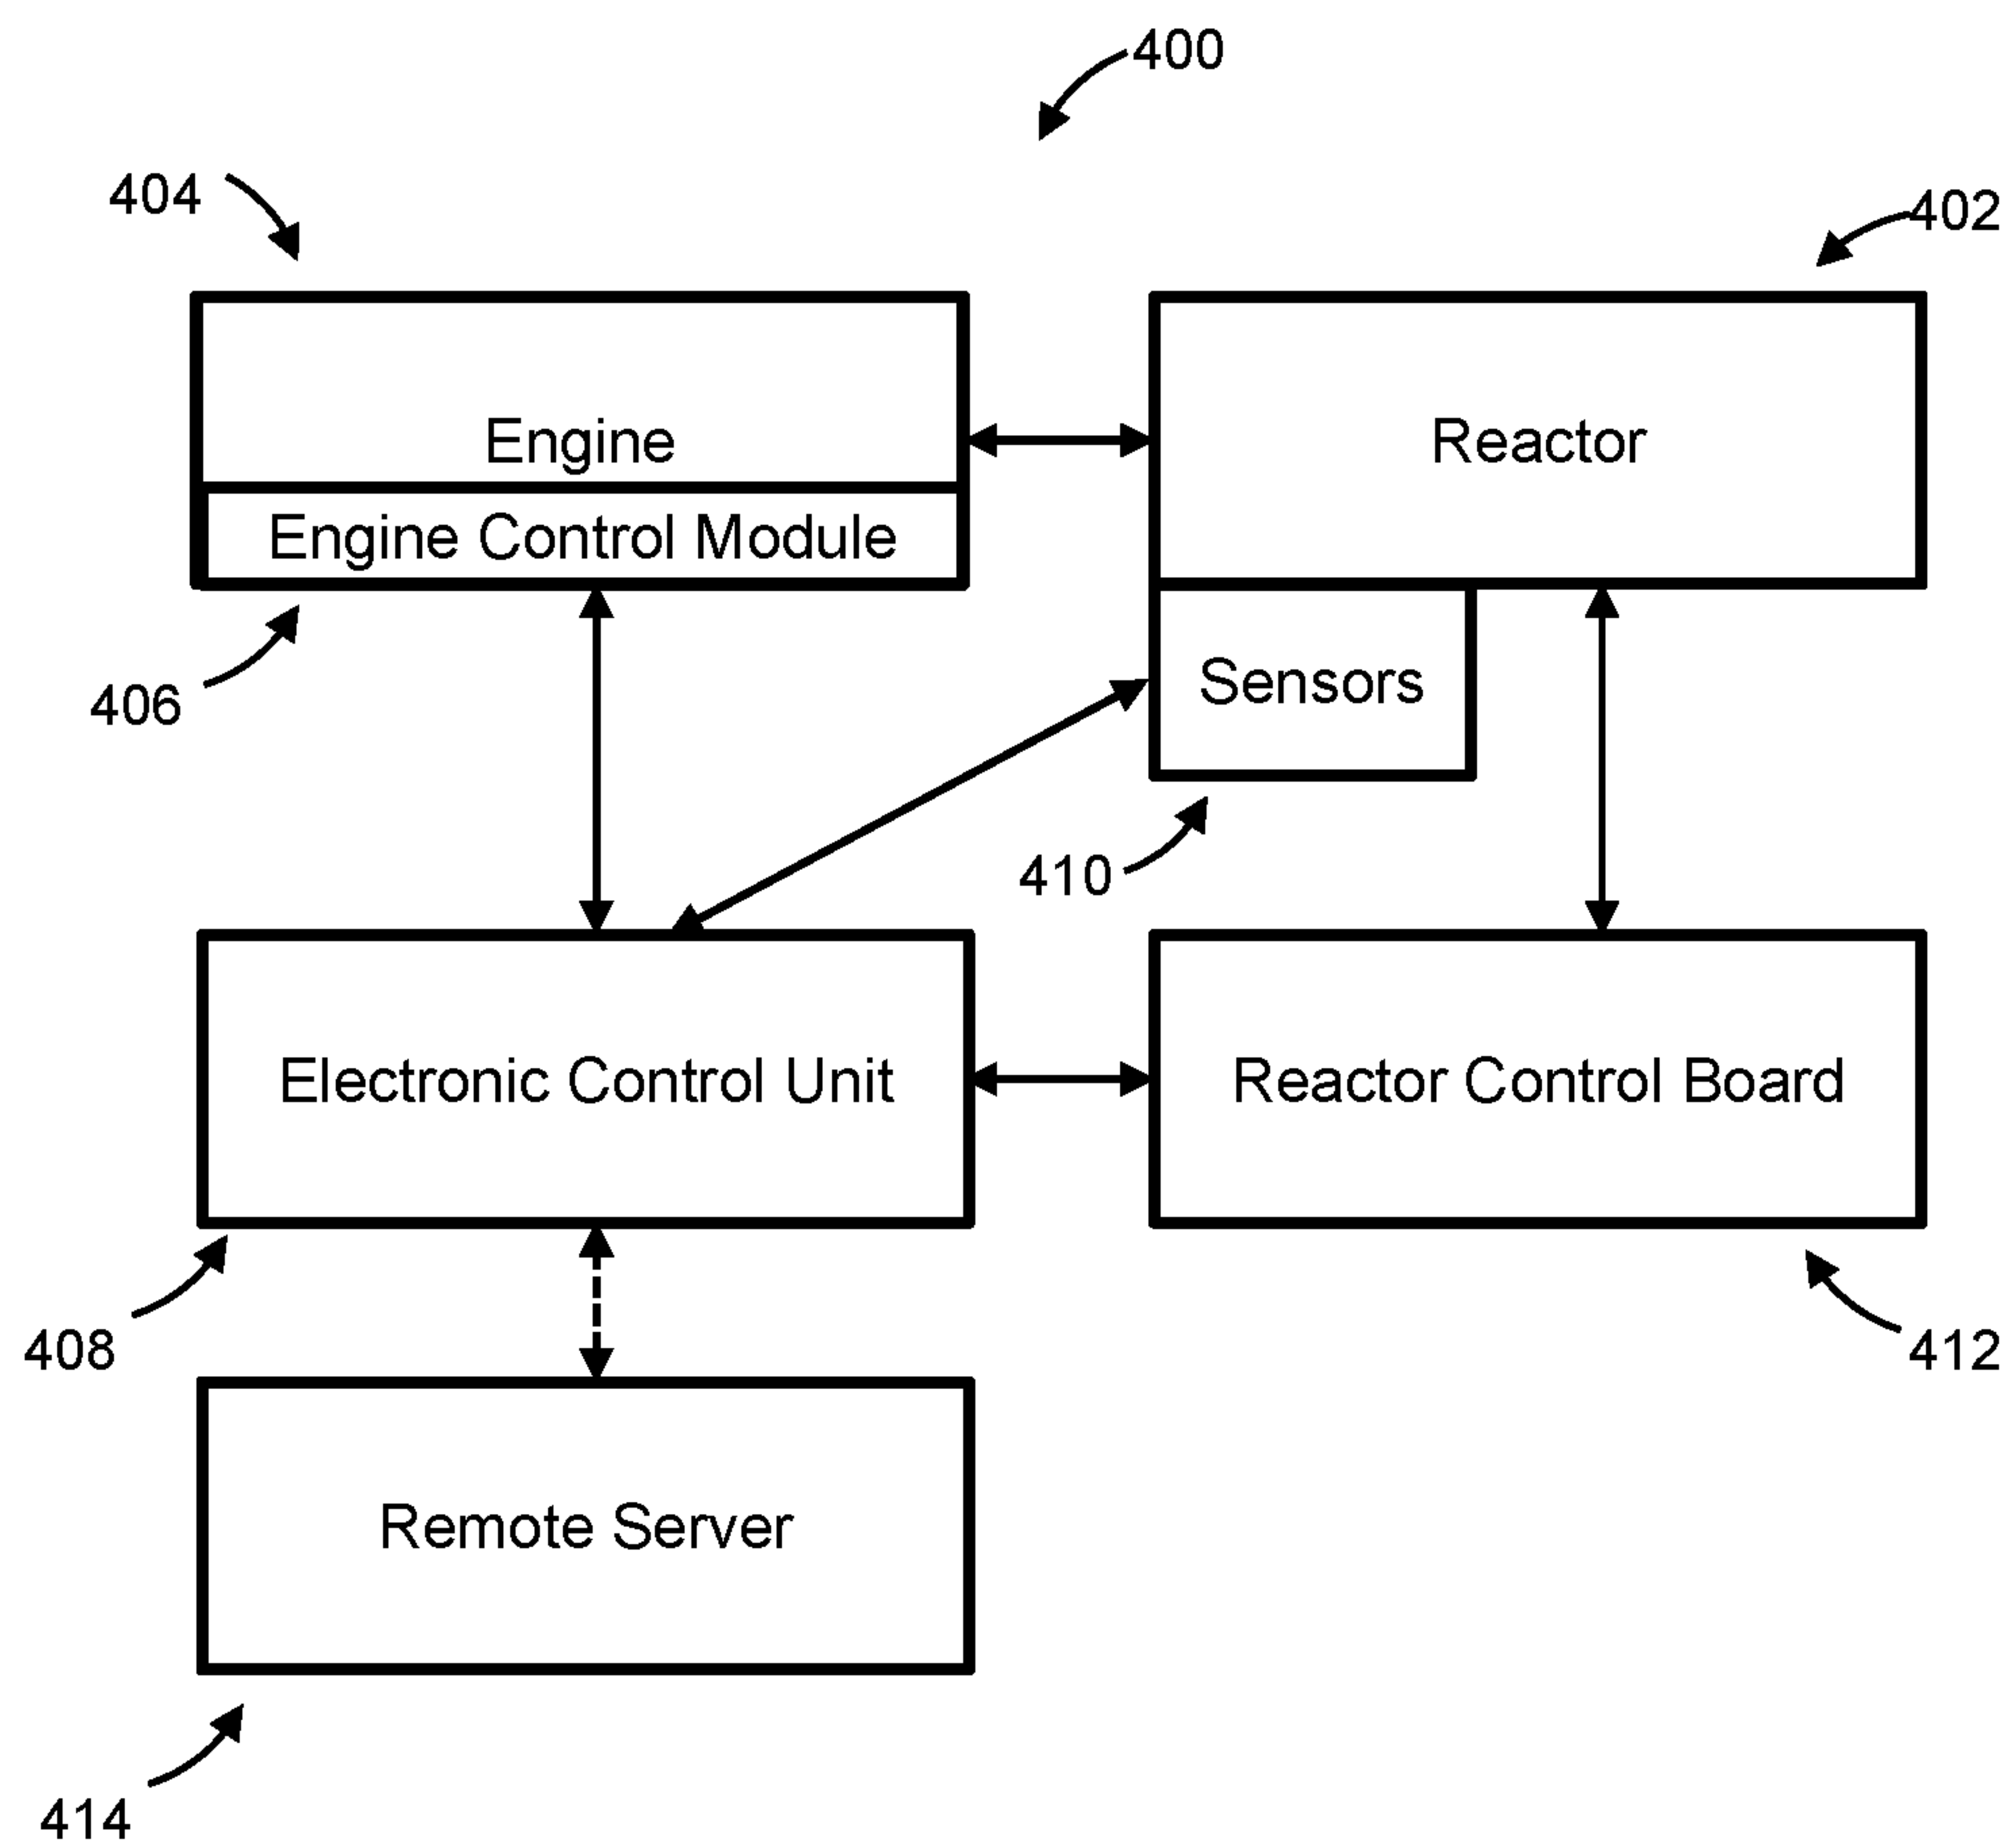 400
404
402
Engine
Reactor
Engine Control Module
406
Sensors
410
Electronic Control Unit
Reactor Control Board
408
412
Remote Server
414